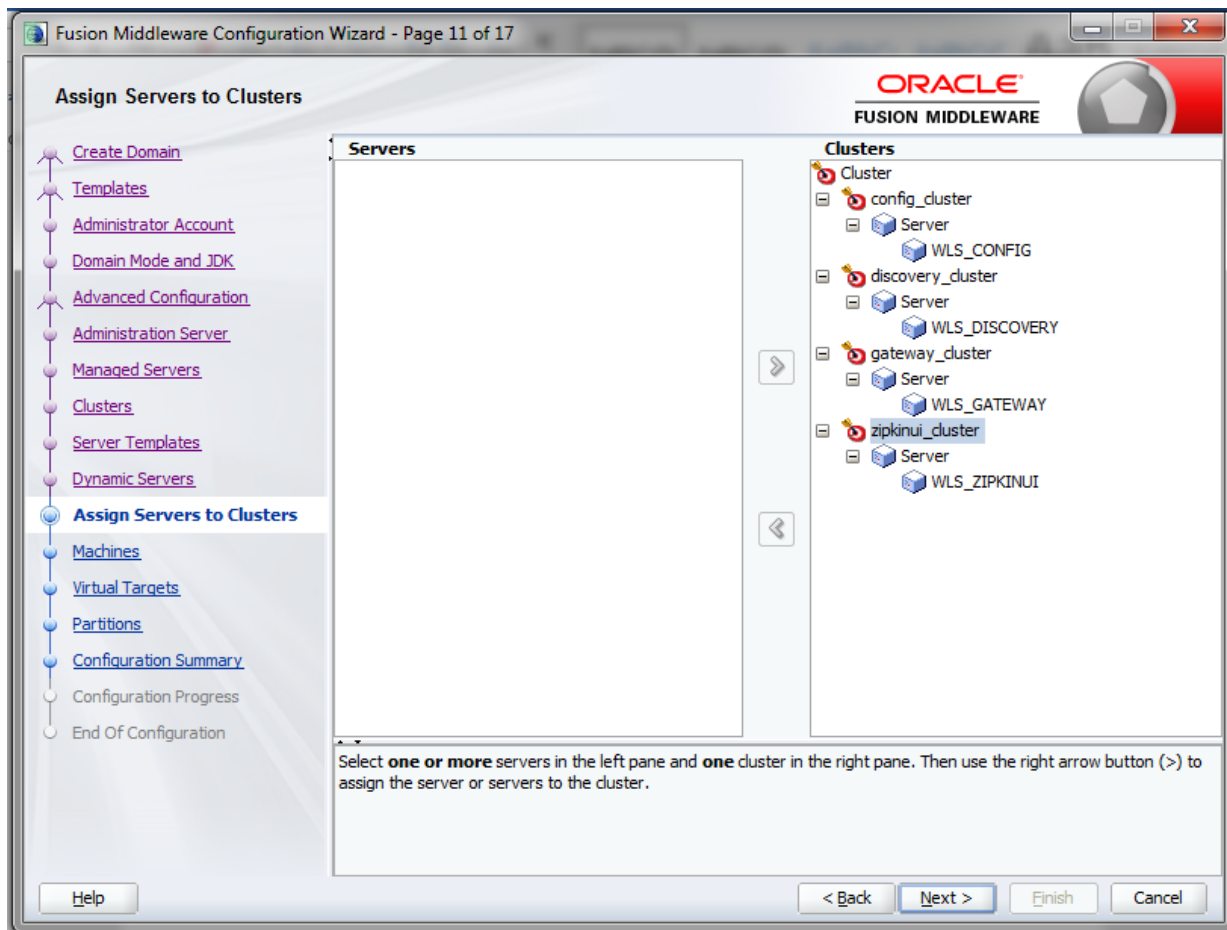 Fusion Middleware Configuration Wizard - Page 11 of 17
Assign Servers to Clusters
ORACLE
FUSION MIDDLEWARE
Create Domain
Templates
Administrator Account
Domain Mode and JDK
Advanced Configuration
Administration Server
Managed Servers
Clusters
Server Templates
Dynamic Servers
Assign Servers to Clusters
Machines
Virtual Targets
Partitions
Configuration Summary
Configuration Progress
End Of Configuration
Servers
Clusters
Cluster
config_cluster
Server
WLS_CONFIG
discovery_cluster
Server
WLS_DISCOVERY
gateway_cluster
Server
WLS_GATEWAY
zipkinui_cluster
Server
WLS_ZIPKINUI
Select one or more servers in the left pane and one cluster in the right pane. Then use the right arrow button (>) to
assign the server or servers to the cluster.
Help
< Back
Next >
Finish
Cancel